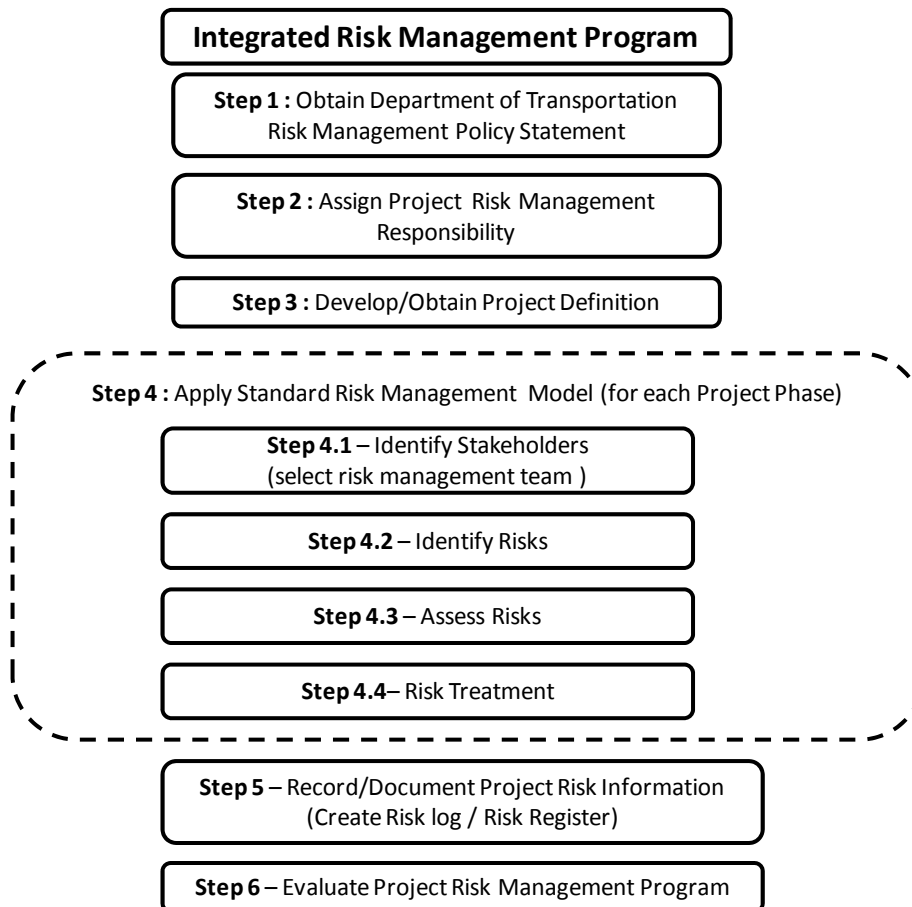 Integrated Risk Management Program
Step 1 : Obtain Department of Transportation
Risk Management Policy Statement
Step 2 : Assign Project Risk Management
Responsibility
Step 3 : Develop/Obtain Project Definition
Step 4 : Apply Standard Risk Management Model (for each Project Phase)
Step 4.1 – Identify Stakeholders
(select risk management team )
Step 4.2 – Identify Risks
Step 4.3 – Assess Risks
Step 4.4– Risk Treatment
Step 5 – Record/Document Project Risk Information
(Create Risk log / Risk Register)
Step 6 – Evaluate Project Risk Management Program